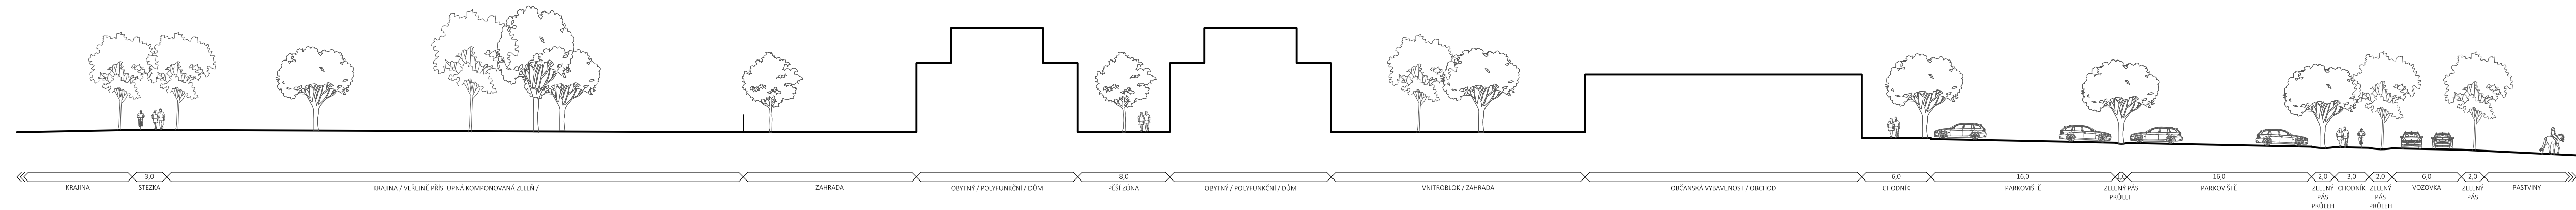 3,0
8,0
6,0
16,0
1,0
16,0
2,0
3,0
2,0
6,0
2,0
KRAJINA
STEZKA
KRAJINA / VEŘEJNĚ PŘÍSTUPNÁ KOMPONOVANÁ ZELEŇ /
ZAHRADA
OBYTNÝ / POLYFUNKČNÍ / DŮM
PĚŠÍ ZÓNA
OBYTNÝ / POLYFUNKČNÍ / DŮM
VNITROBLOK / ZAHRADA
OBČANSKÁ VYBAVENOST / OBCHOD
CHODNÍK
PARKOVIŠTĚ
ZELENÝ PÁS
PRŮLEH
PARKOVIŠTĚ
ZELENÝ
PÁS
PRŮLEH
CHODNÍK
ZELENÝ
PÁS
PRŮLEH
VOZOVKA
ZELENÝ
PÁS
PASTVINY